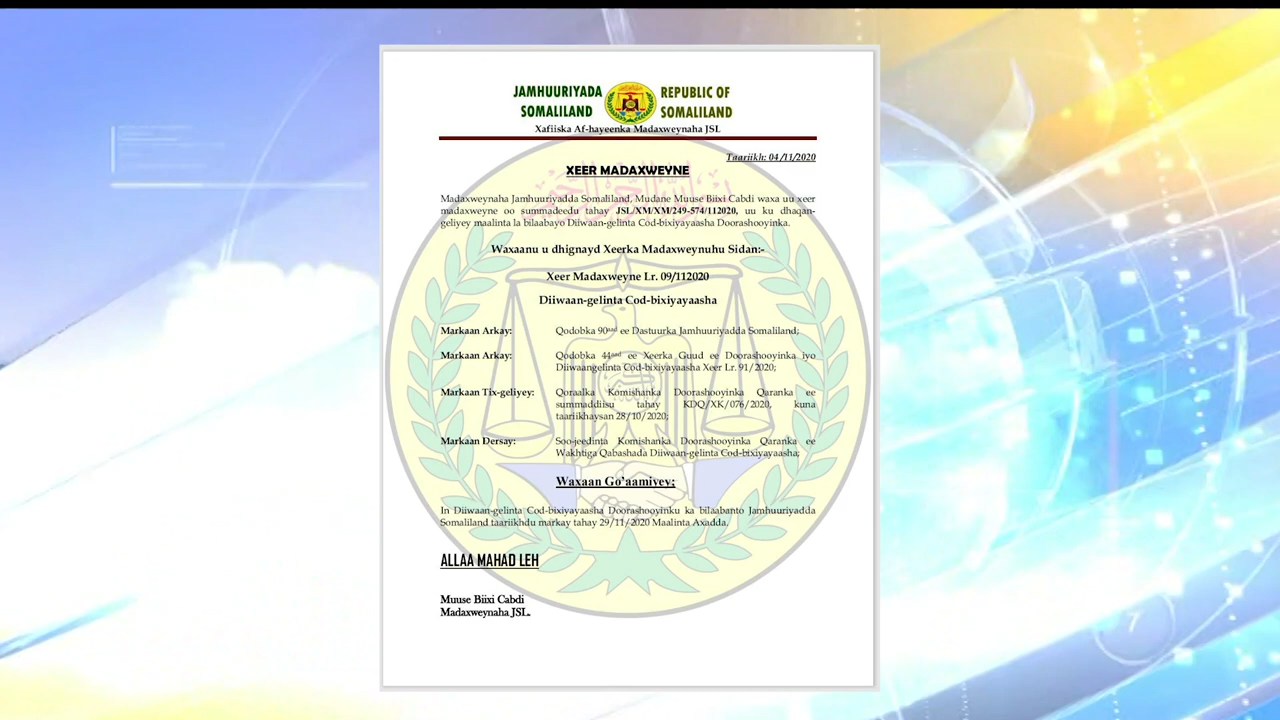 JAMHUURIYADA REPUBLIC OF
SOMALILAND SOMALILAND
Xafiiska Af-hayeenka Madaxweynaha JSL
Taariikh: 04/11/2020
XEER MADAXWEYNE
Madaxweynaha Jamhuuriyadda Somaliland, Mudane Muuse Biixi Cabdi waxa uu xeer
madaxweyne oo summadeedu tahay JSL/XM/XM/249-574/112020, uu ku dhaqan-
geliyey maalinta la bilaabayo Diiwaan-gelinta Cod-bixiyayaasha Doorashooyinka.
Waxaanu u dhignayd Xeerka Madaxweynuhu Sidan:-
Xeer Madaxweyne Lr. 09/112020
Diiwaan-gelinta Cod-bixiyayaasha
Markaan Arkay: Qodobka 90aad ee Dastuurka Jamhuuriyadda Somaliland;
Markaan Arkay: Qodobka 44aad ee Xeerka Guud ee Doorashooyinka iyo
Diiwaangelinta Cod-bixiyayaasha Xeer Lr. 91/2020;
Markaan Tix-geliyey: Qoraalka Komishanka Doorashooyinka Qaranka ee
summaddiisu tahay KDQ/XK/076/2020, kuna
taariikhaysan 28/10/2020;
Markaan Dersay: Soo-jeedinta Komishanka Doorashooyinka Qaranka ee
Wakhtiga Qabashada Diiwaan-gelinta Cod-bixiyayaasha;
Waxaan Go'aamiyey;
In Diiwaan-gelinta Cod-bixiyayaasha Doorashooyinku ka bilaabanto Jamhuuriyadda
Somaliland taariikhdu markay tahay 29/11/2020 Maalinta Axadda.
ALLAA MAHAD LEH
Muuse Biixi Cabdi
Madaxweynaha JSL.